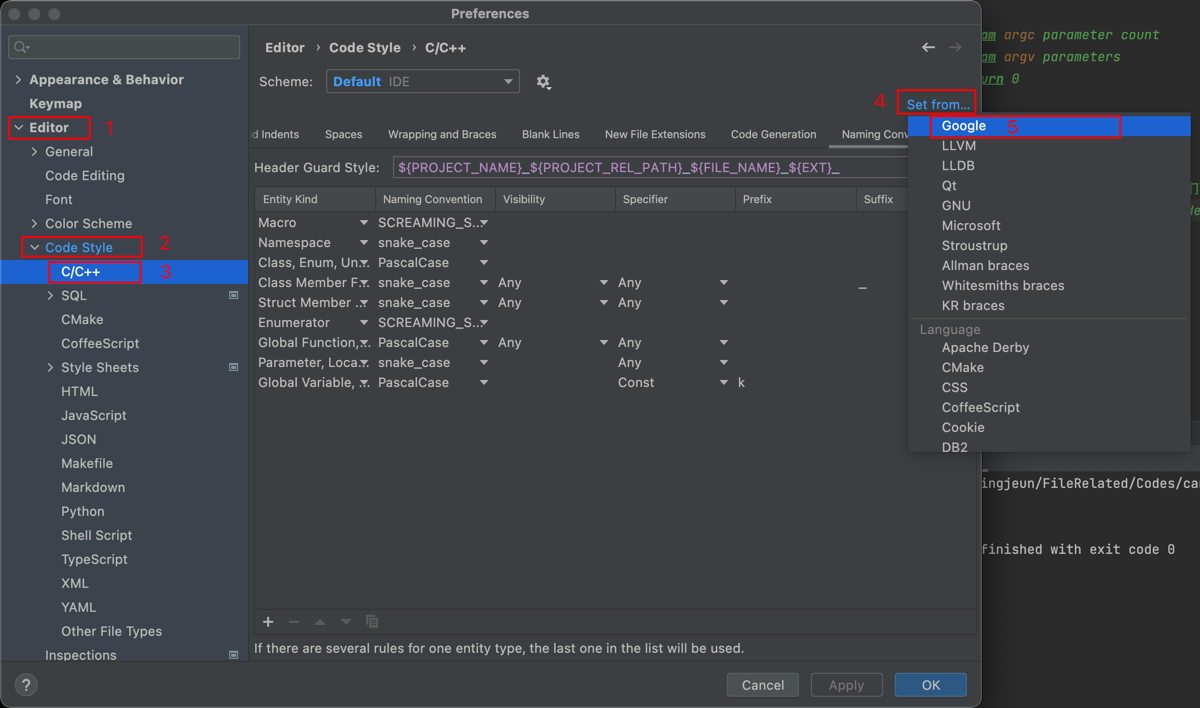 Preferences
Editor › Code Style › C/C++
Scheme: Default IDE
4
Set from...
d Indents Spaces Wrapping and Braces Blank Lines New File Extensions Code Generation Naming Conv
Header Guard Style: ${PROJECT_NAME}_${PROJECT_REL_PATH}_${FILE_NAME}_${EXT}_
Entity Kind Naming Convention Visibility Specifier Prefix Suffix
Macro SCREAMING_S...
Namespace snake_case
Class, Enum, Un... PascalCase
Class Member F... snake_case Any Any _
Struct Member ... snake_case Any Any
Enumerator SCREAMING_S...
Global Function,... PascalCase Any Any
Parameter, Loca... snake_case Any
Global Variable, ... PascalCase Const k
If there are several rules for one entity type, the last one in the list will be used.
Appearance & Behavior
Keymap
Editor 1
General
Code Editing
Font
Color Scheme
Code Style 2
C/C++ 3
SQL
CMake
CoffeeScript
Style Sheets
HTML
JavaScript
JSON
Makefile
Markdown
Python
Shell Script
TypeScript
XML
YAML
Other File Types
Inspections
?
Cancel Apply OK
Google 5
LLVM
LLDB
Qt
GNU
Microsoft
Stroustrup
Allman braces
Whitesmiths braces
KR braces
Language
Apache Derby
CMake
CSS
CoffeeScript
Cookie
DB2
am argc parameter count
am argv parameters
urn 0
ingjeun/FileRelated/Codes/ca
finished with exit code 0